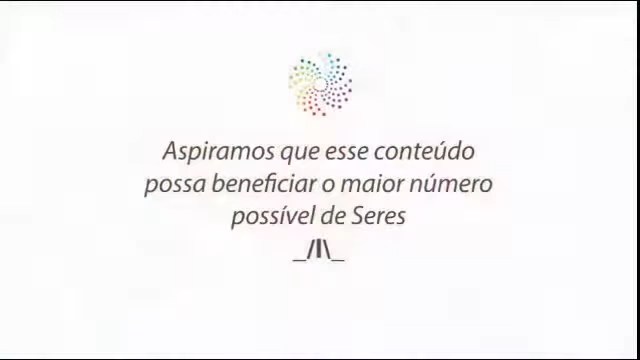 Aspiramos que esse conteúdo
possa beneficiar o maior número
possível de Seres
_/|\_